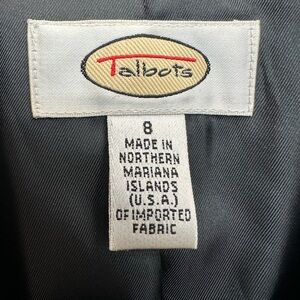 Talbots
8
MADE IN
NORTHERN
MARIANA
ISLANDS
(U.S.A.)
OF IMPORTED
FABRIC